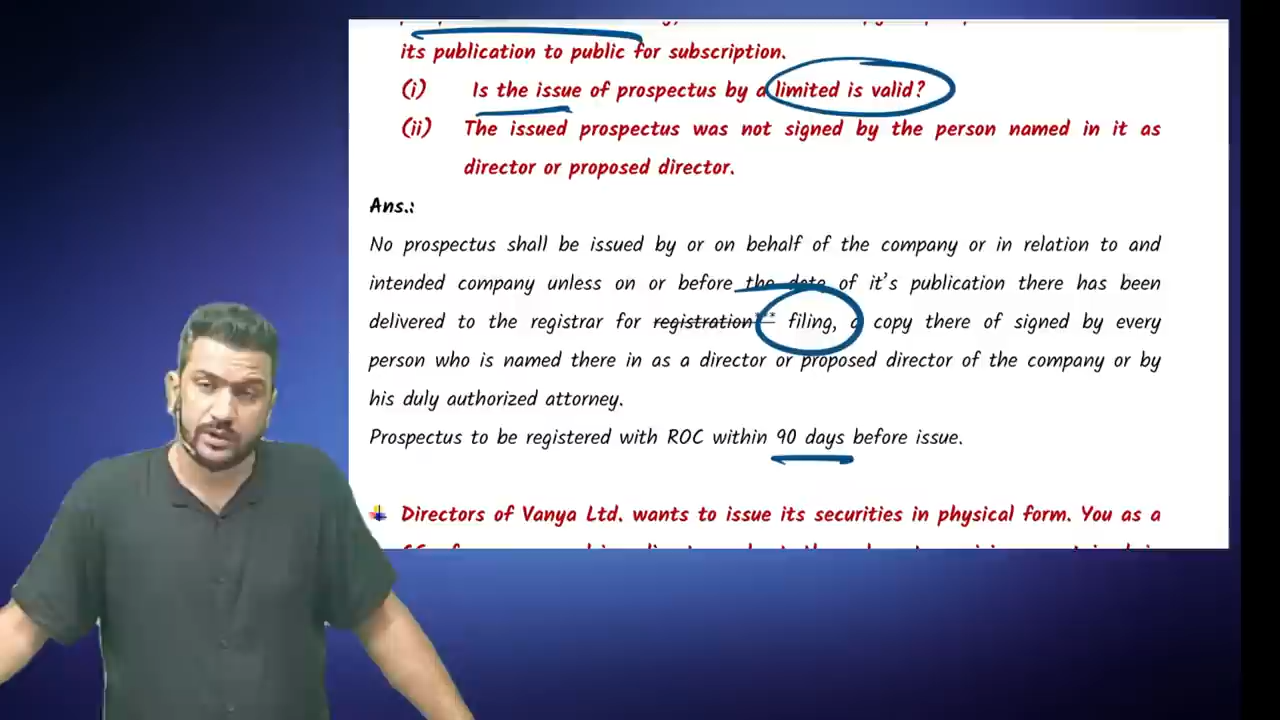 its publication to public for subscription.
(i) Is the issue of prospectus by a limited is valid?
(ii) The issued prospectus was not signed by the person named in it as
director or proposed director.
Ans.:
No prospectus shall be issued by or on behalf of the company or in relation to and
intended company unless on or before the date of it's publication there has been
delivered to the registrar for registration*** filing, a copy there of signed by every
person who is named there in as a director or proposed director of the company or by
his duly authorized attorney.
Prospectus to be registered with ROC within 90 days before issue.
Directors of Vanya Ltd. wants to issue its securities in physical form. You as a